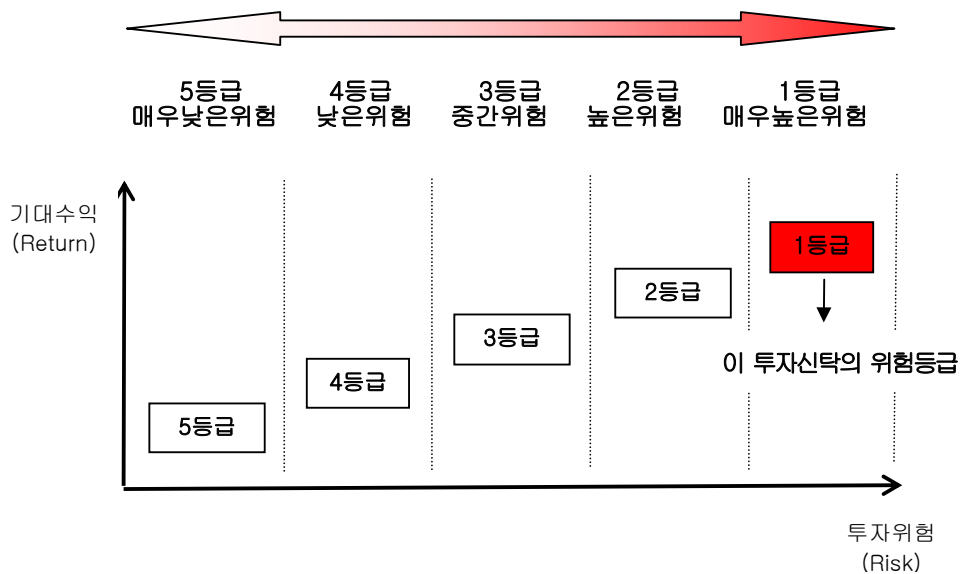 5등급
매우낮은위험
4등급
낮은위험
3등급
중간위험
2등급
높은위험
1등급
매우높은위험
기대수익
(Return)
1등급
2등급
3등급
이 투자신탁의 위험등급
4등급
5등급
투자위험
(Risk)